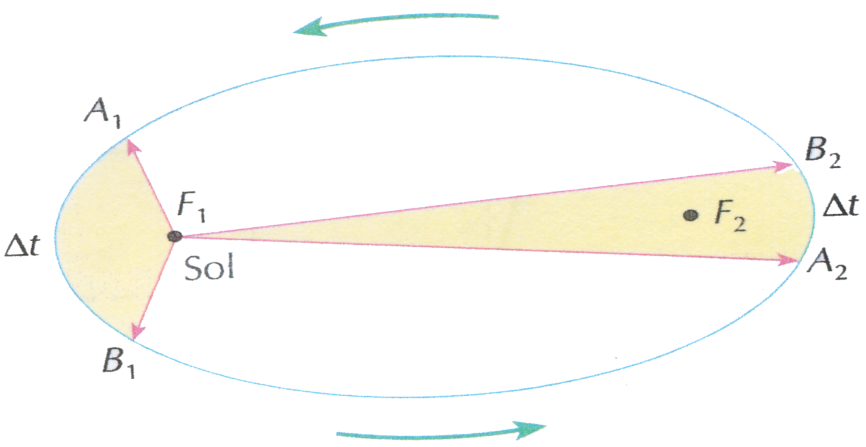 A₁
B₂
F₁
Δt
F₂
Δt
Sol
A₂
B₁